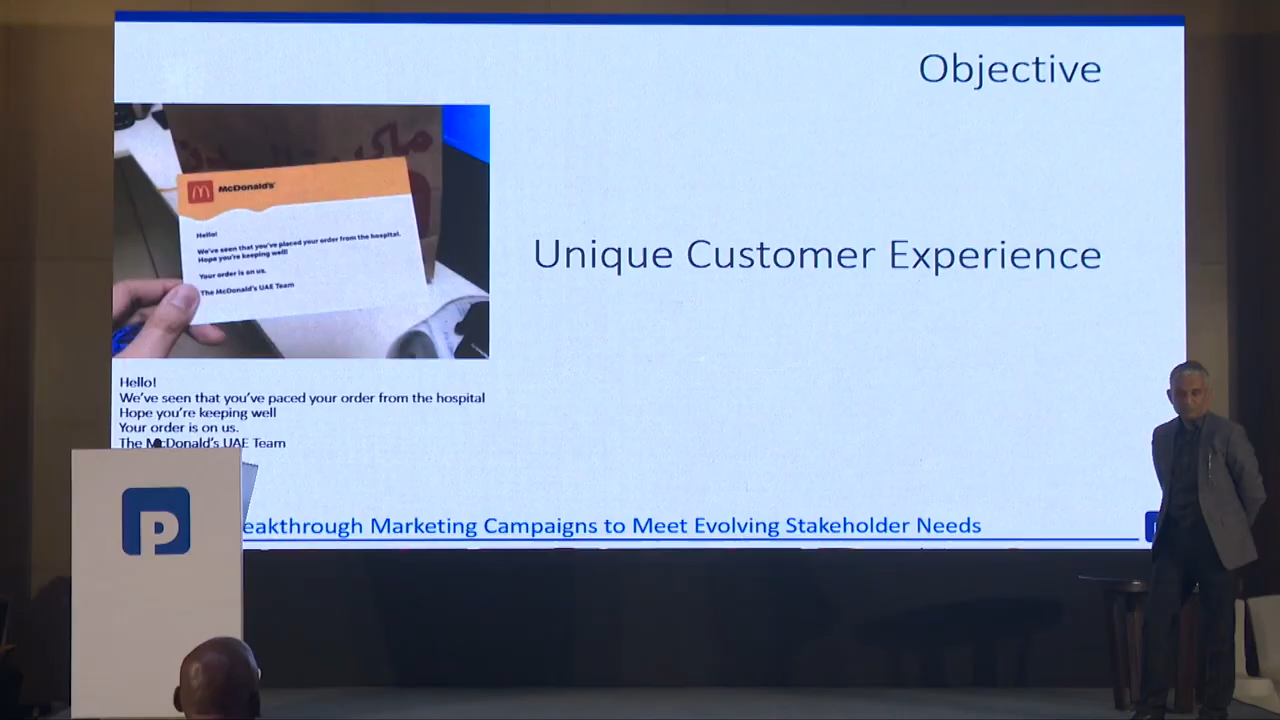 Objective
McDonald's
Hello!
We've seen that you've placed your order from the hospital.
Hope you're keeping well!
Your order is on us.
The McDonald's UAE Team
Unique Customer Experience
Hello!
We've seen that you've paced your order from the hospital
Hope you're keeping well
Your order is on us.
The McDonald's UAE Team
eakthrough Marketing Campaigns to Meet Evolving Stakeholder Needs
P